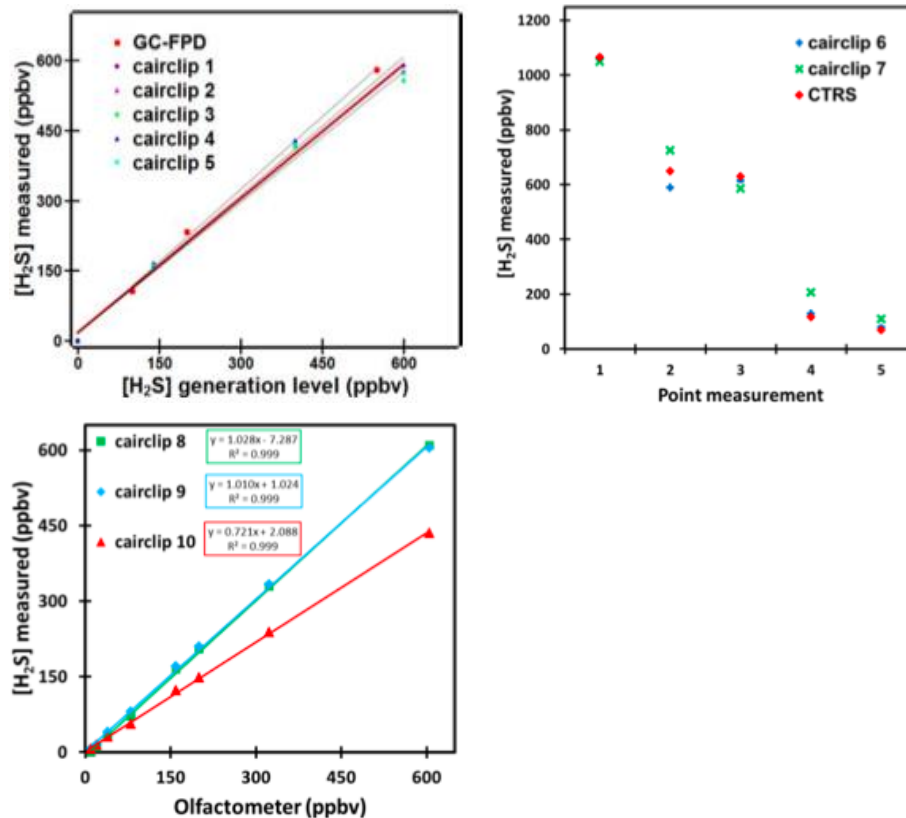 GC-FPD
cairclip 1
cairclip 2
cairclip 3
cairclip 4
cairclip 5
600
450
300
150
0
[H₂S] measured (ppbv)
0 150 300 450 600
[H₂S] generation level (ppbv)
cairclip 6
cairclip 7
CTRS
1200
1000
800
600
400
200
0
[H₂S] measured (ppbv)
1 2 3 4 5
Point measurement
cairclip 8
y = 1.028x - 7.287
R² = 0.999
cairclip 9
y = 1.010x + 1.024
R² = 0.999
cairclip 10
y = 0.721x + 2.088
R² = 0.999
600
450
300
150
0
[H₂S] measured (ppbv)
0 150 300 450 600
Olfactometer (ppbv)